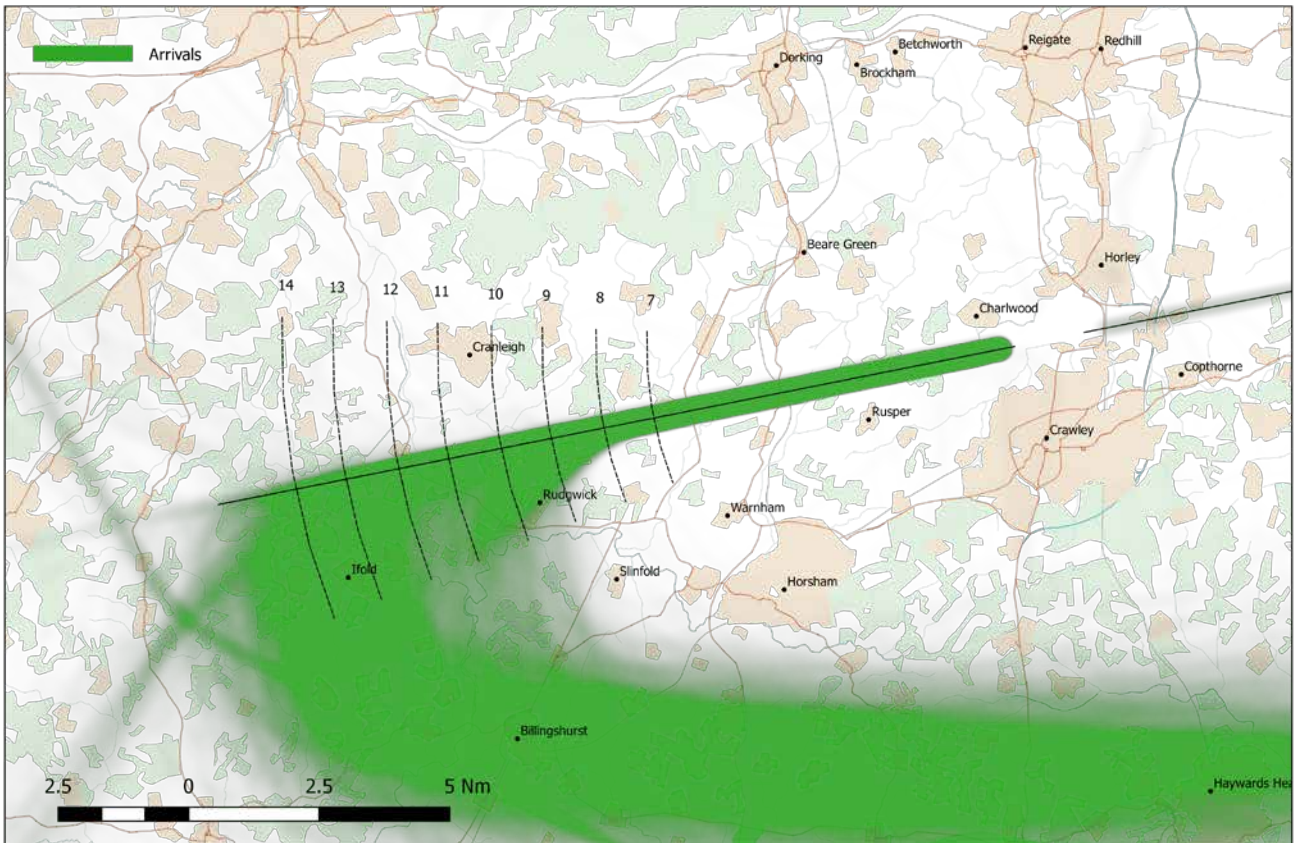 Arrivals
Dorking
Betchworth
Brockham
Reigate
Redhill
Beare Green
Horley
14
13
12
11
10
9
8
7
Charlwood
Cranleigh
Copthorne
Rusper
Crawley
Rudgwick
Warnham
Ifold
Slinfold
Horsham
Billingshurst
2.5 0 2.5 5 Nm
Haywards Hea